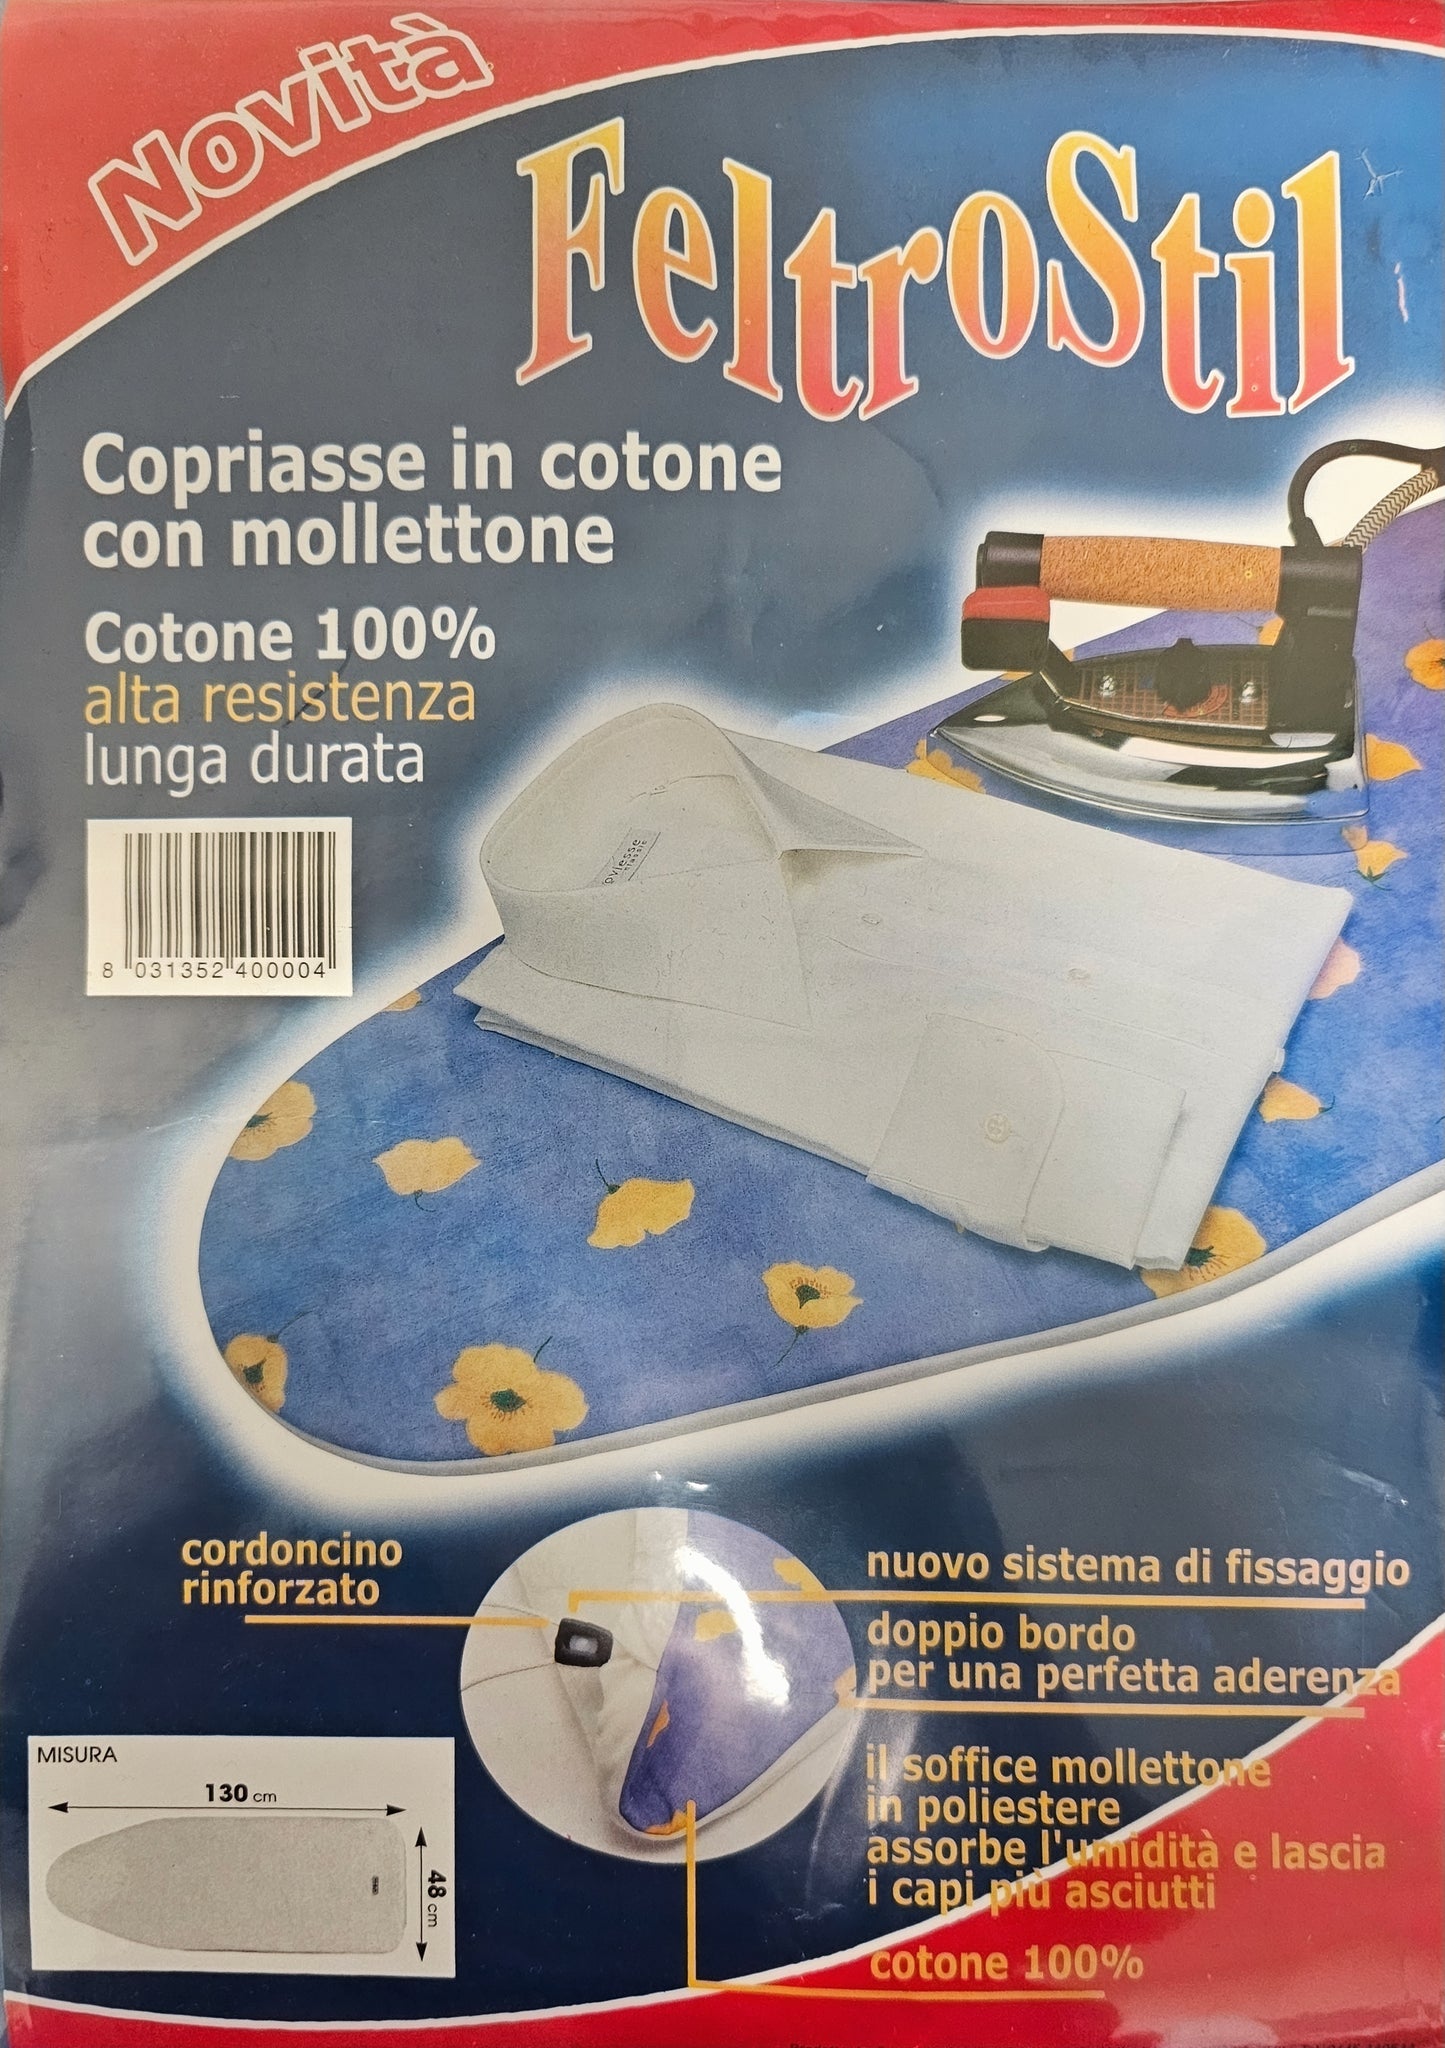 Novità
FeltroStil
Copriasse in cotone
con mollettone
Cotone 100%
alta resistenza
lunga durata
8 031352 400004
cordoncino
rinforzato
nuovo sistema di fissaggio
doppio bordo
per una perfetta aderenza
il soffice mollettone
in poliestere
assorbe l'umidità e lascia
i capi più asciutti
cotone 100%
MISURA
130 cm
48 cm